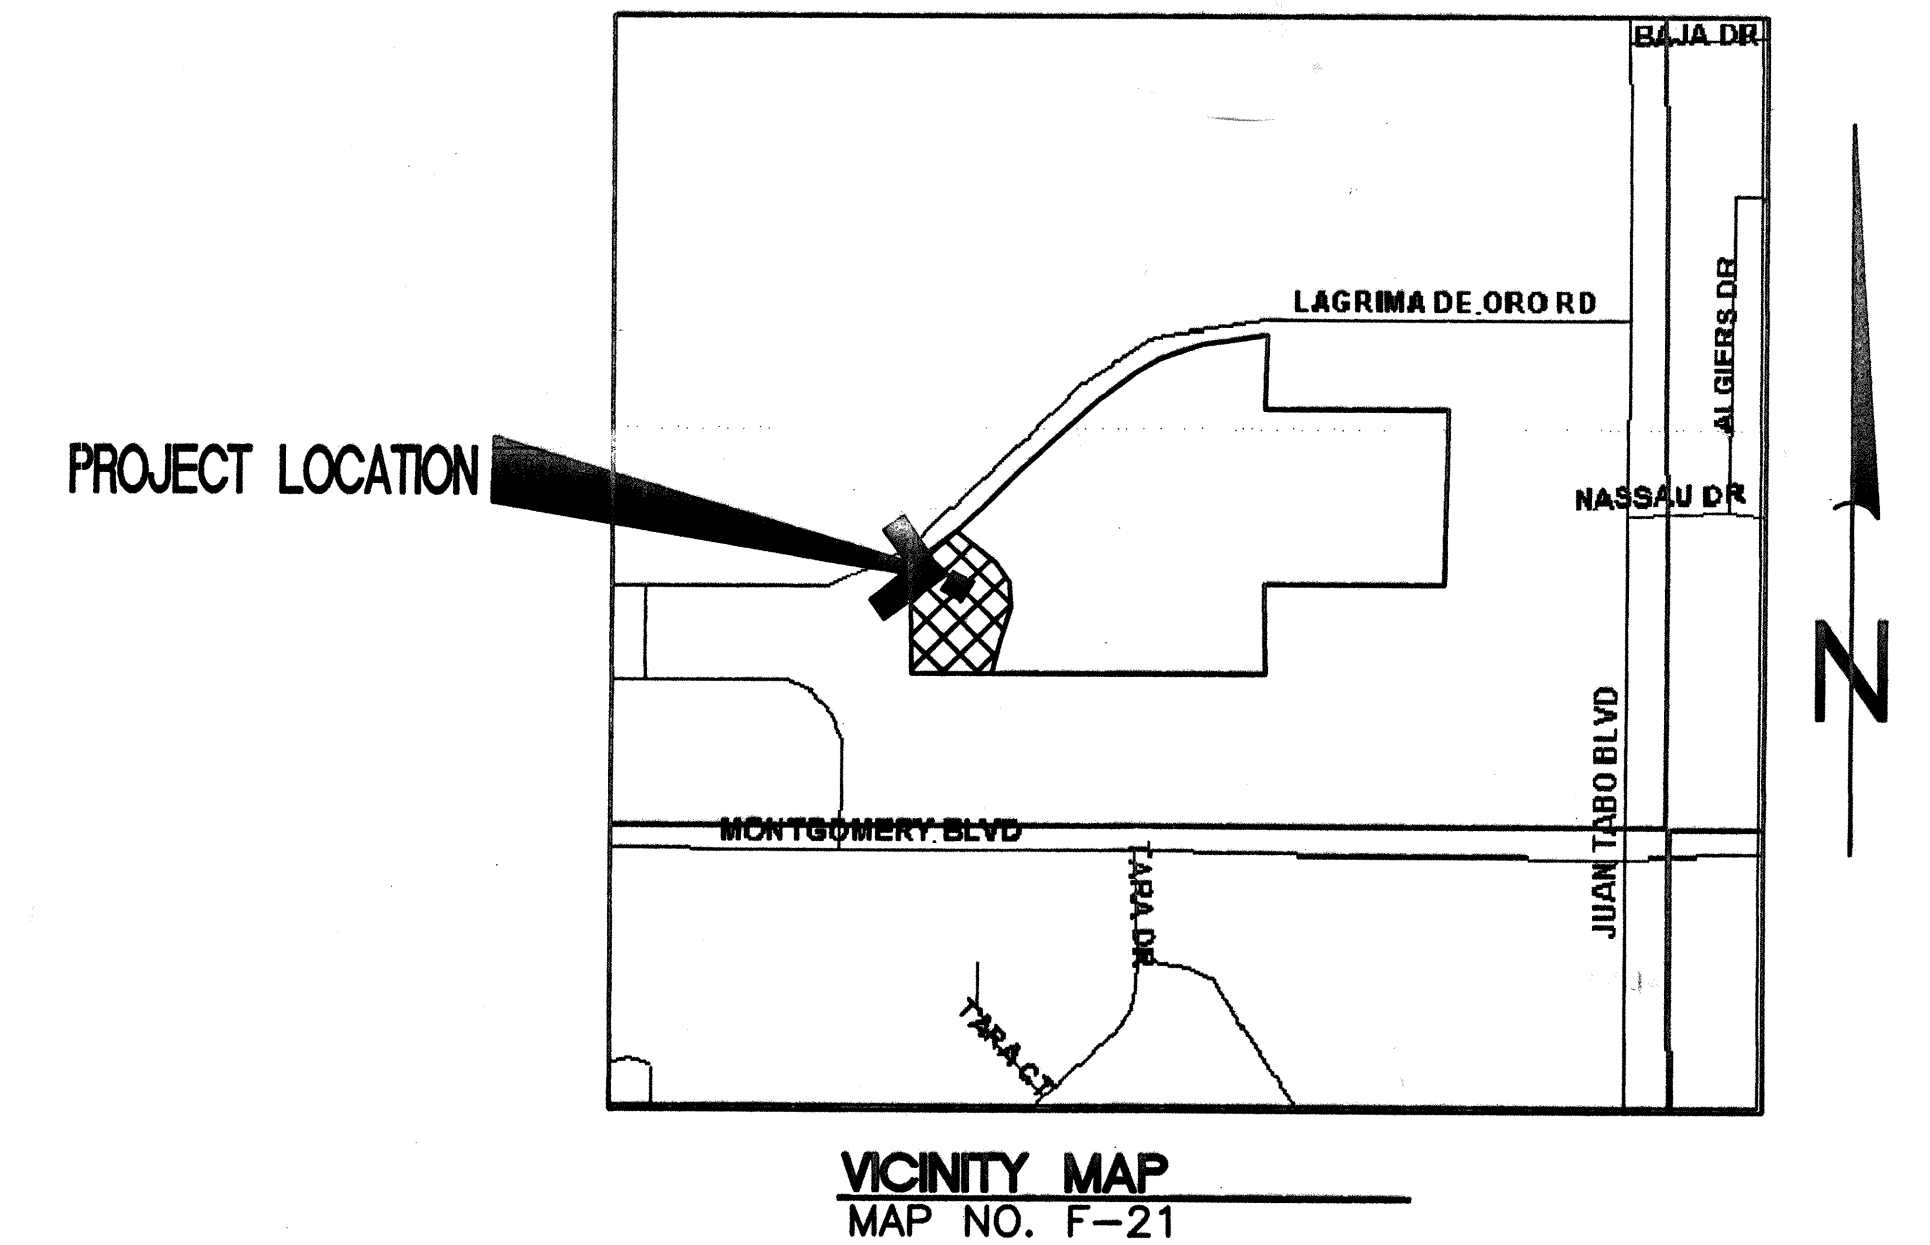 BAJA DR
LAGRIMA DE ORO RD
ALGIERS DR
PROJECT LOCATION
NASSAU DR
N
JUAN TABO BLVD
MONTGOMERY BLVD
TARA DR
TARA CT
VICINITY MAP
MAP NO. F-21